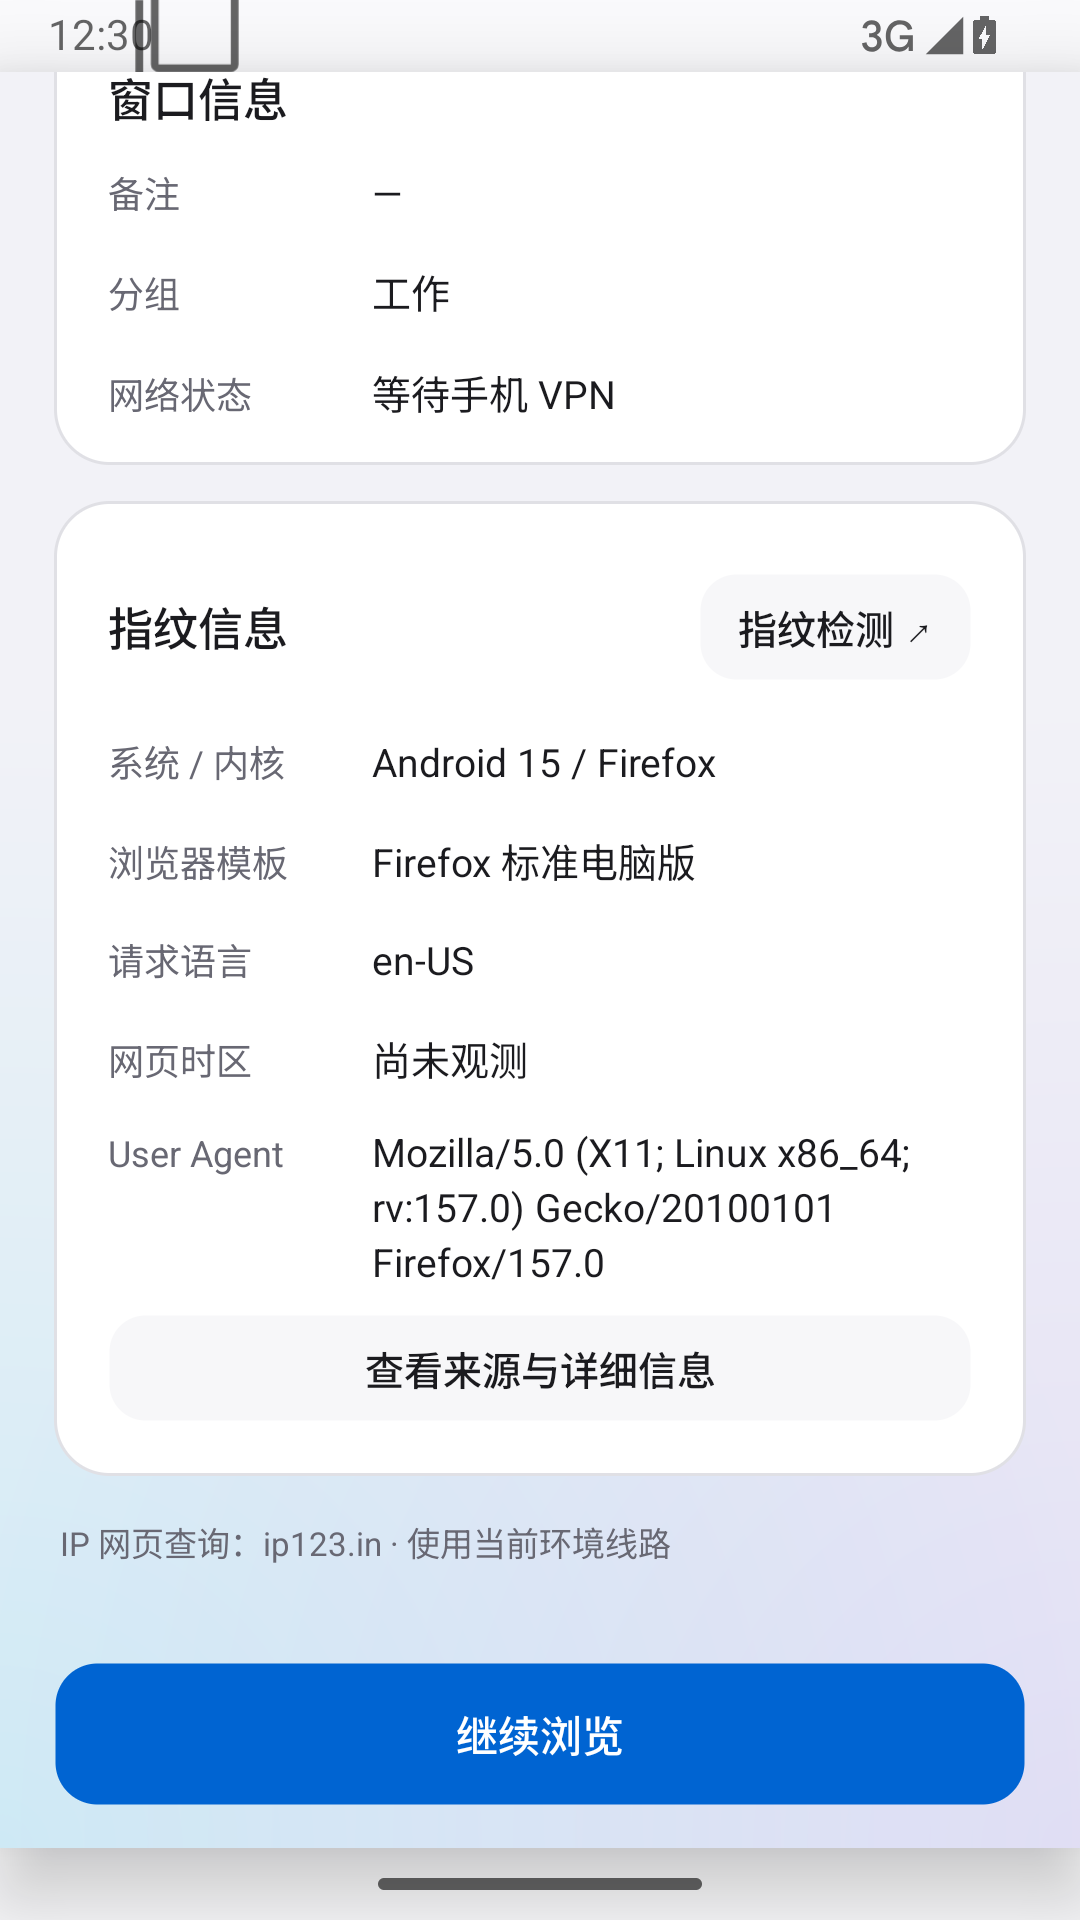 12:30
3G
窗口信息
备注 —
分组 工作
网络状态 等待手机 VPN
指纹信息 指纹检测 ↗
系统 / 内核 Android 15 / Firefox
浏览器模板 Firefox 标准电脑版
请求语言 en-US
网页时区 尚未观测
User Agent Mozilla/5.0 (X11; Linux x86_64;
rv:157.0) Gecko/20100101
Firefox/157.0
查看来源与详细信息
IP 网页查询：ip123.in · 使用当前环境线路
继续浏览